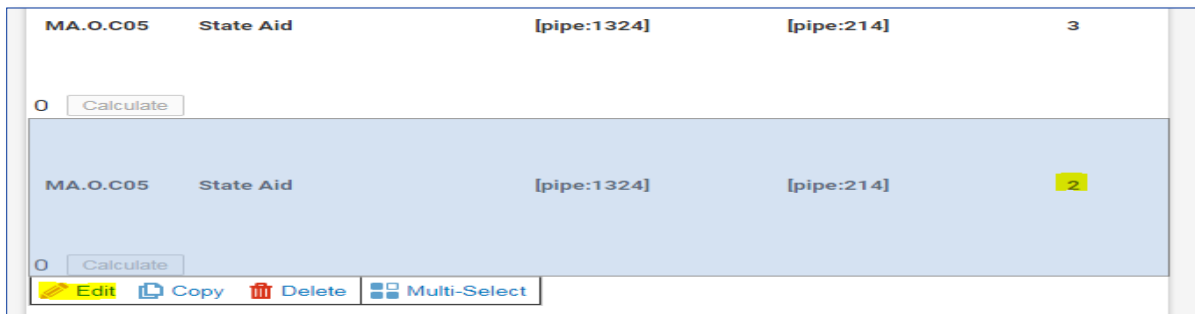 MA.O.C05 State Aid [pipe:1324] [pipe:214] 3
0 Calculate
MA.O.C05 State Aid [pipe:1324] [pipe:214] 2
0 Calculate
Edit Copy Delete Multi-Select